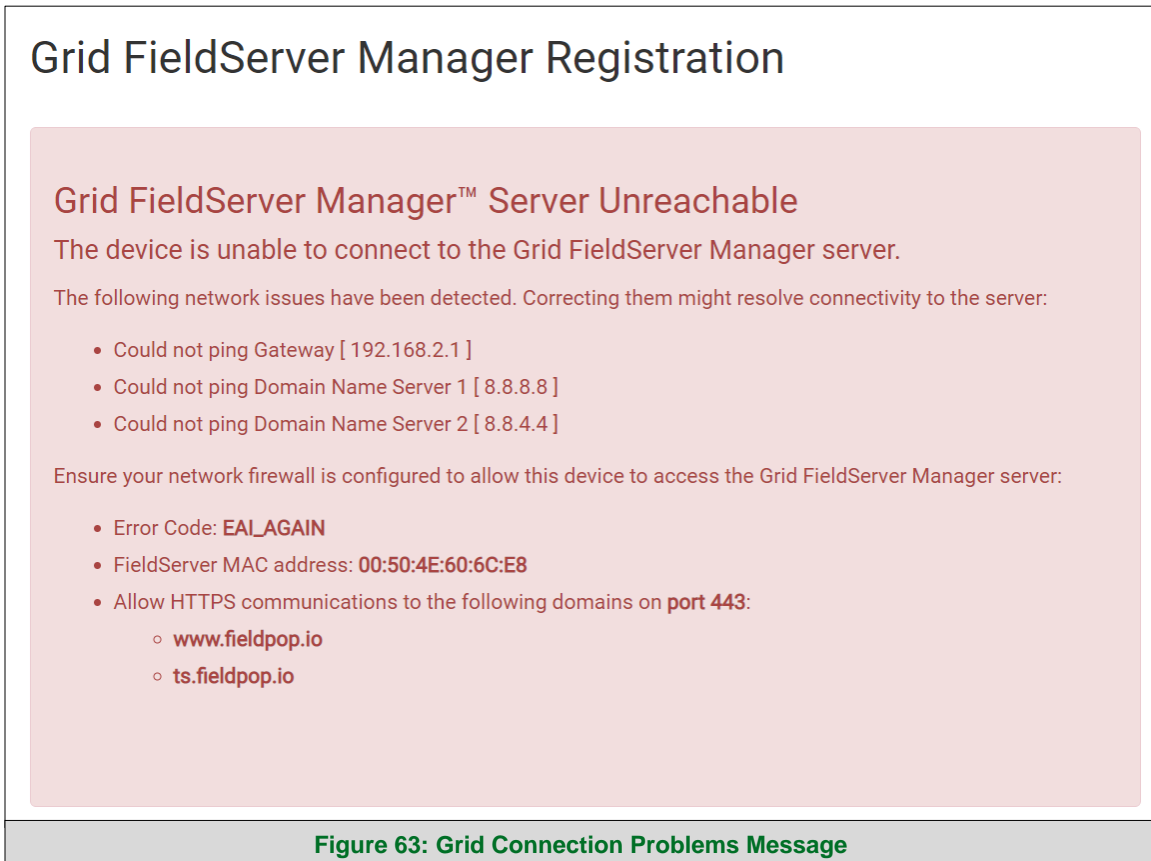 Grid FieldServer Manager Registration
Grid FieldServer Manager™ Server Unreachable
The device is unable to connect to the Grid FieldServer Manager server.
The following network issues have been detected. Correcting them might resolve connectivity to the server:
• Could not ping Gateway [ 192.168.2.1 ]
• Could not ping Domain Name Server 1 [ 8.8.8.8 ]
• Could not ping Domain Name Server 2 [ 8.8.4.4 ]
Ensure your network firewall is configured to allow this device to access the Grid FieldServer Manager server:
• Error Code: EAI_AGAIN
• FieldServer MAC address: 00:50:4E:60:6C:E8
• Allow HTTPS communications to the following domains on port 443:
◦ www.fieldpop.io
◦ ts.fieldpop.io
Figure 63: Grid Connection Problems Message